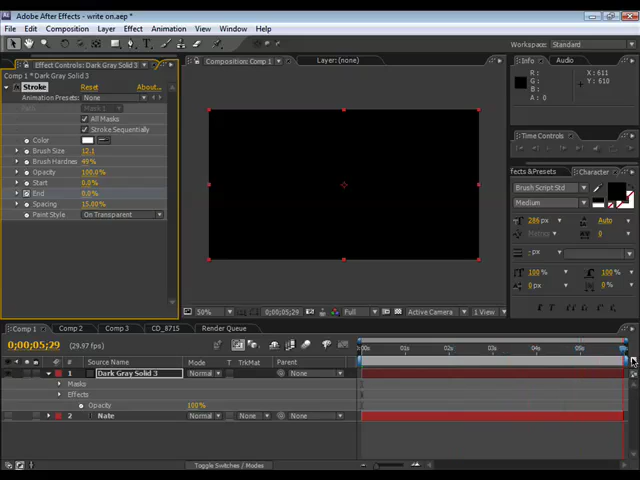 Adobe After Effects - write on.aep *
File Edit Composition Layer Effect Animation View Window Help
Workspace: Standard
Effect Controls: Dark Gray Solid 3
Composition: Comp 1
Layer: (none)
Info Audio
Comp 1 * Dark Gray Solid 3
Stroke Reset About...
Animation Presets: None
Path Mask 1
All Masks
Stroke Sequentially
Color
Brush Size 12.1
Brush Hardnes 49%
Opacity 100.0%
Start 0.0%
End 0.0%
Spacing 15.00%
Paint Style On Transparent
R:
G:
B:
A: 0
X: 611
Y: 610
Time Controls
ffects &Presets Character
Brush Script Std
Medium
286 px Auto
0
- px
100 % 100 %
0 px 0 %
50% 0;00;05;29 Full Active Camera 1 View
Comp 1 Comp 2 Comp 3 CD_8715 Render Queue
0;00;05;29 (29.97 fps)
:00s 01s 02s 03s 04s 05s
# Source Name Mode T TrkMat Parent
1 Dark Gray Solid 3 Normal None
Masks
Effects
Opacity 100%
2 Nate Normal None None
Toggle Switches / Modes